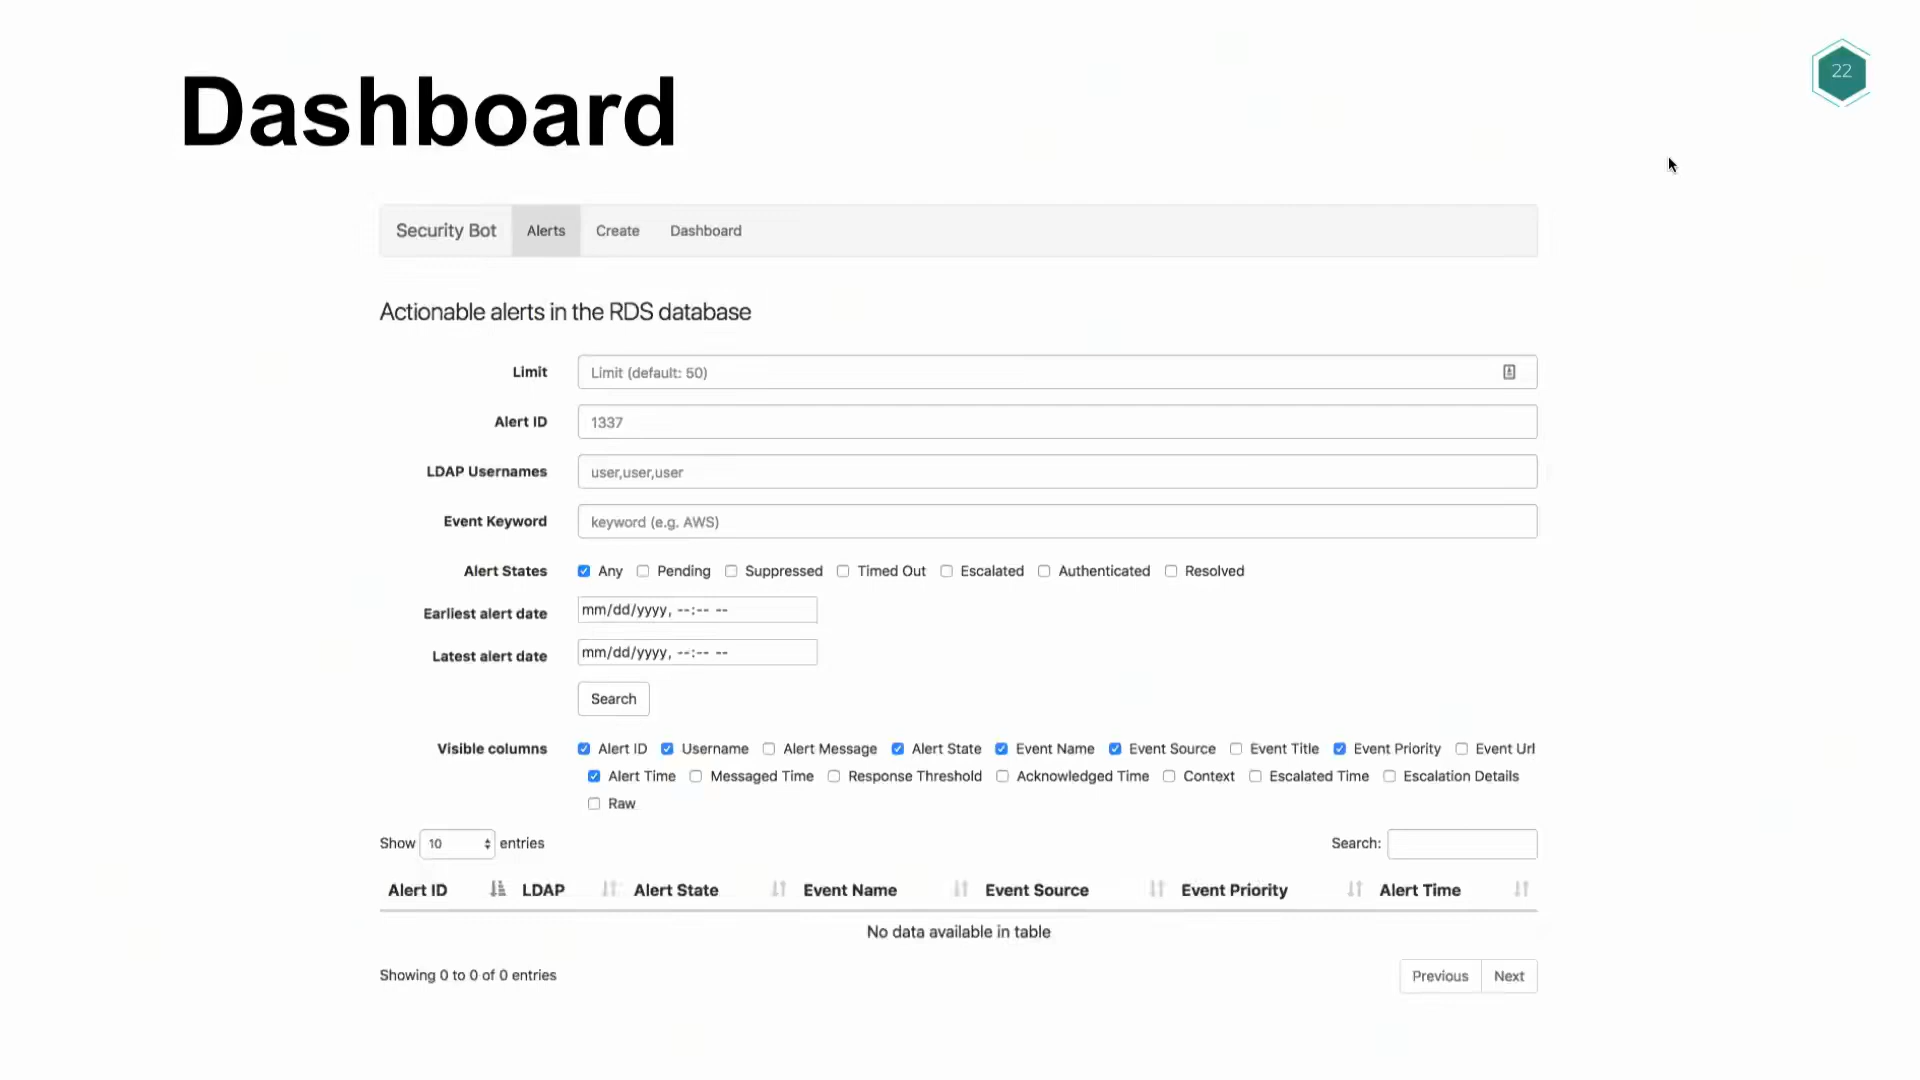 22
Dashboard
Security Bot Alerts Create Dashboard
Actionable alerts in the RDS database
Limit Limit (default: 50)
Alert ID 1337
LDAP Usernames user,user,user
Event Keyword keyword (e.g. AWS)
Alert States Any Pending Suppressed Timed Out Escalated Authenticated Resolved
Earliest alert date mm/dd/yyyy, --:-- --
Latest alert date mm/dd/yyyy, --:-- --
Search
Visible columns Alert ID Username Alert Message Alert State Event Name Event Source Event Title Event Priority Event Url
Alert Time Messaged Time Response Threshold Acknowledged Time Context Escalated Time Escalation Details
Raw
Show 10 entries Search:
Alert ID LDAP Alert State Event Name Event Source Event Priority Alert Time
No data available in table
Showing 0 to 0 of 0 entries Previous Next